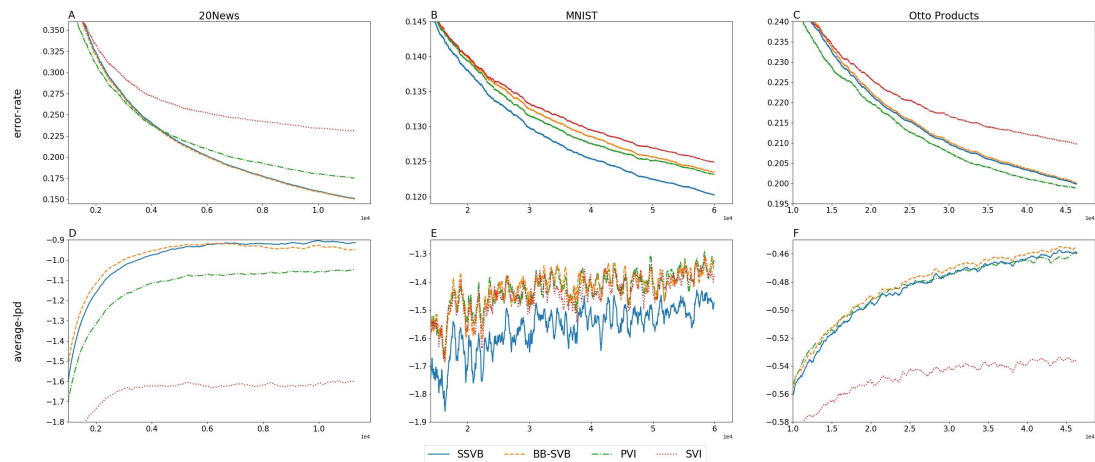 A 20News B MNIST C Otto Products
error-rate
0.350
0.325
0.300
0.275
0.250
0.225
0.200
0.175
0.150
0.2 0.4 0.6 0.8 1.0
1e4
0.145
0.140
0.135
0.130
0.125
0.120
2 3 4 5 6
1e4
0.240
0.235
0.230
0.225
0.220
0.215
0.210
0.205
0.200
0.195
1.0 1.5 2.0 2.5 3.0 3.5 4.0 4.5
1e4
D E F
average-lpd
−0.9
−1.0
−1.1
−1.2
−1.3
−1.4
−1.5
−1.6
−1.7
−1.8
0.2 0.4 0.6 0.8 1.0
1e4
−1.3
−1.4
−1.5
−1.6
−1.7
−1.8
−1.9
2 3 4 5 6
1e4
−0.46
−0.48
−0.50
−0.52
−0.54
−0.56
−0.58
1.0 1.5 2.0 2.5 3.0 3.5 4.0 4.5
1e4
SSVB BB-SVB PVI SVI